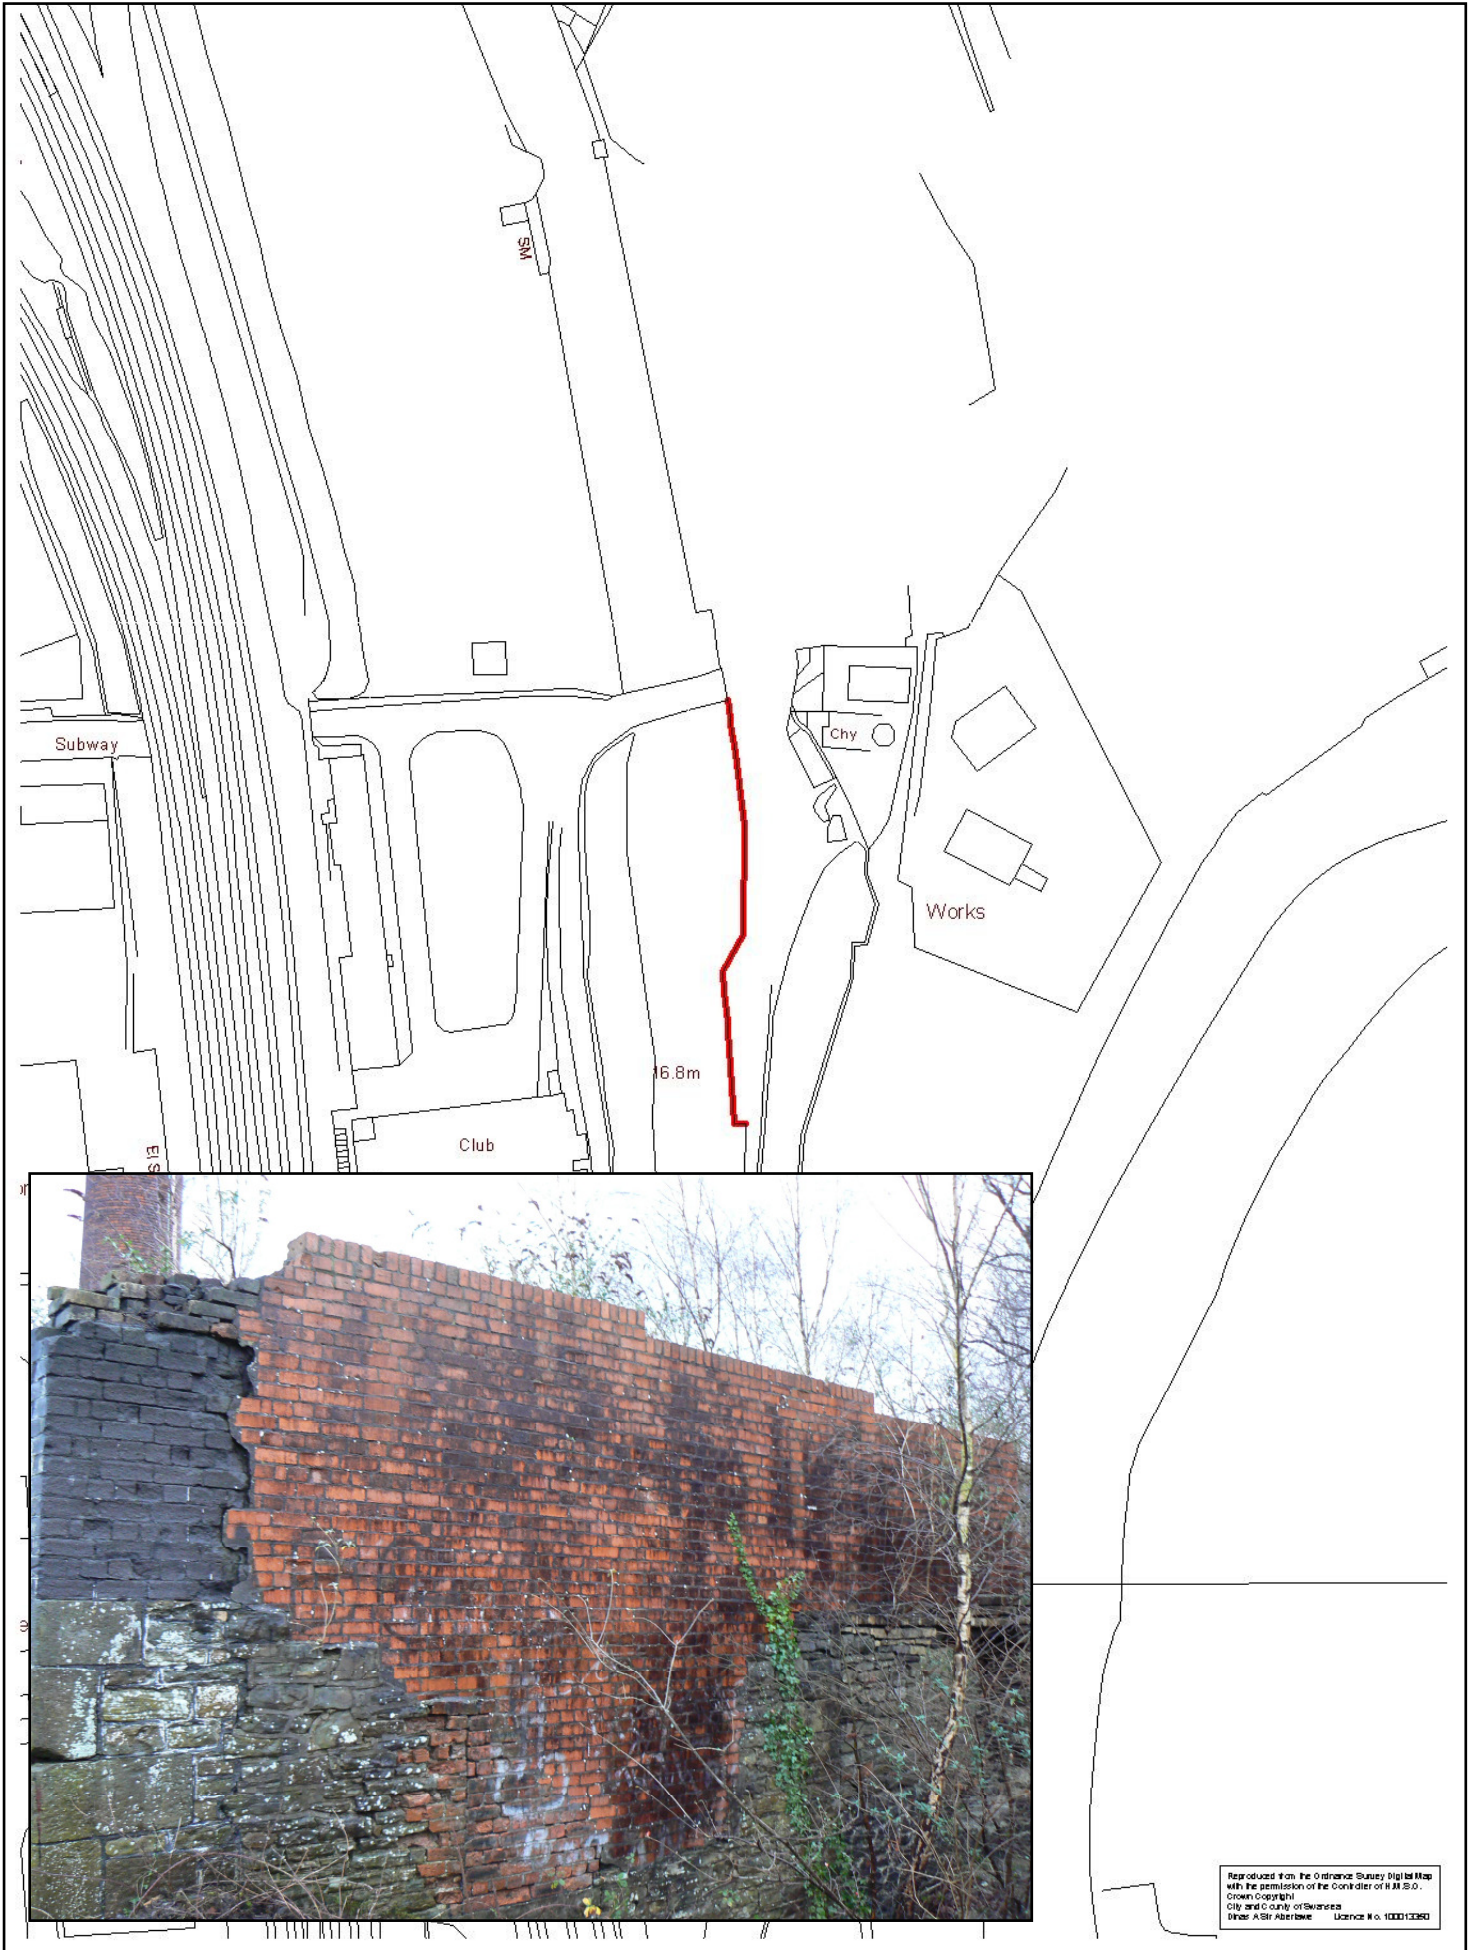 SM
Subway
Chy
Works
16.8m
Club
El S
Reproduced from the Ordnance Survey Digital Map
with the permission of the Controller of H.M.S.O.
Crown Copyright
City and County of Swansea
Dinas A Sir Abertawe Licence No. 100013350